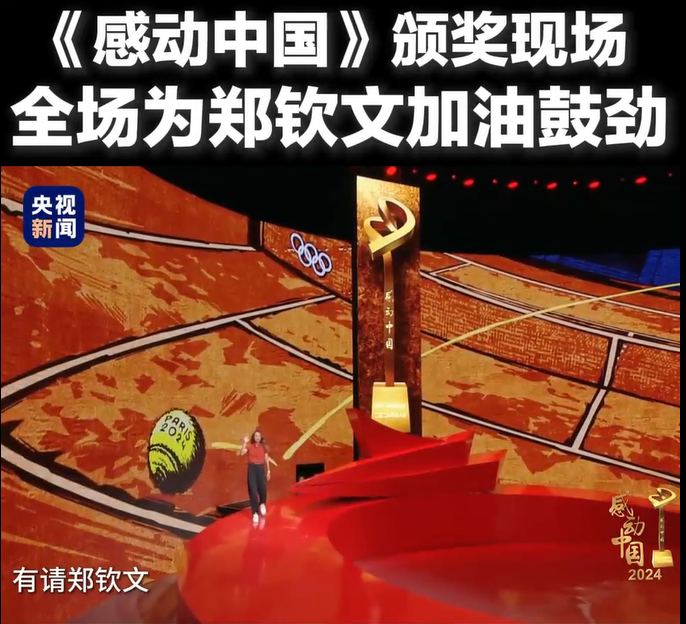 《感动中国》颁奖现场
全场为郑钦文加油鼓劲
央视
新闻
感动中国
PARIS
2024
有请郑钦文
感动中国
2024